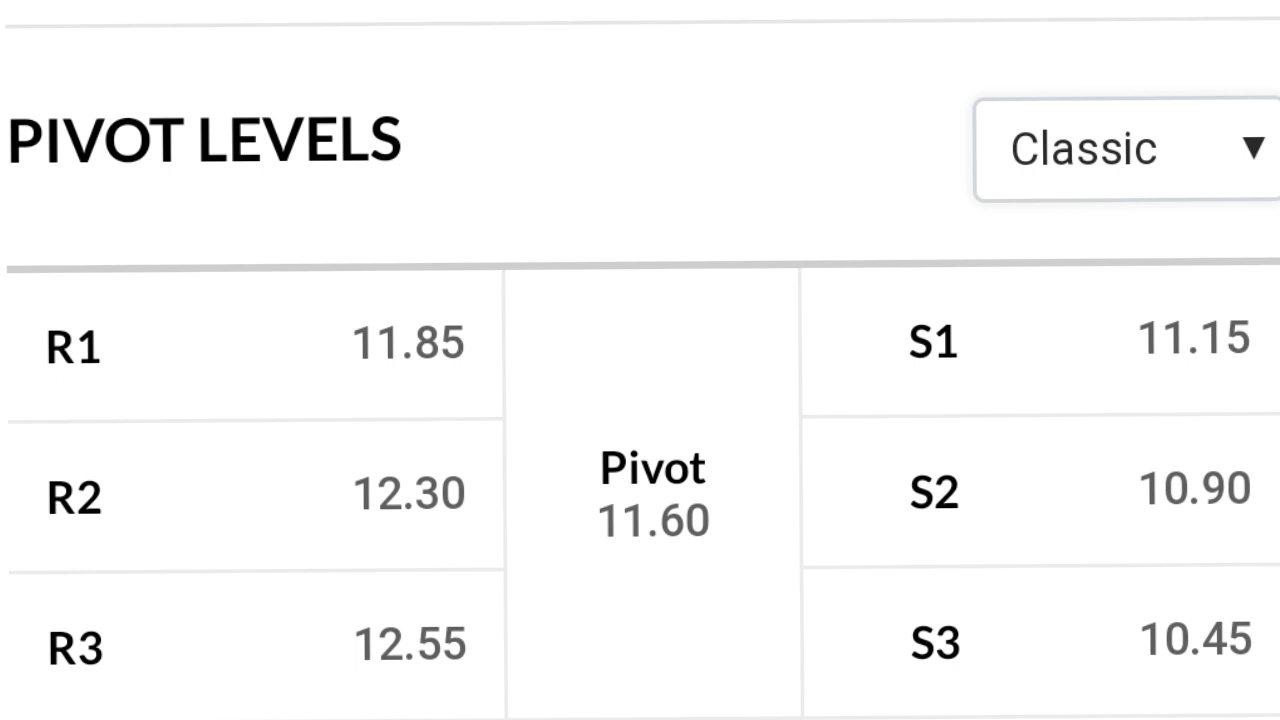 PIVOT LEVELS
Classic ▼
R1 11.85
R2 12.30
R3 12.55
Pivot
11.60
S1 11.15
S2 10.90
S3 10.45